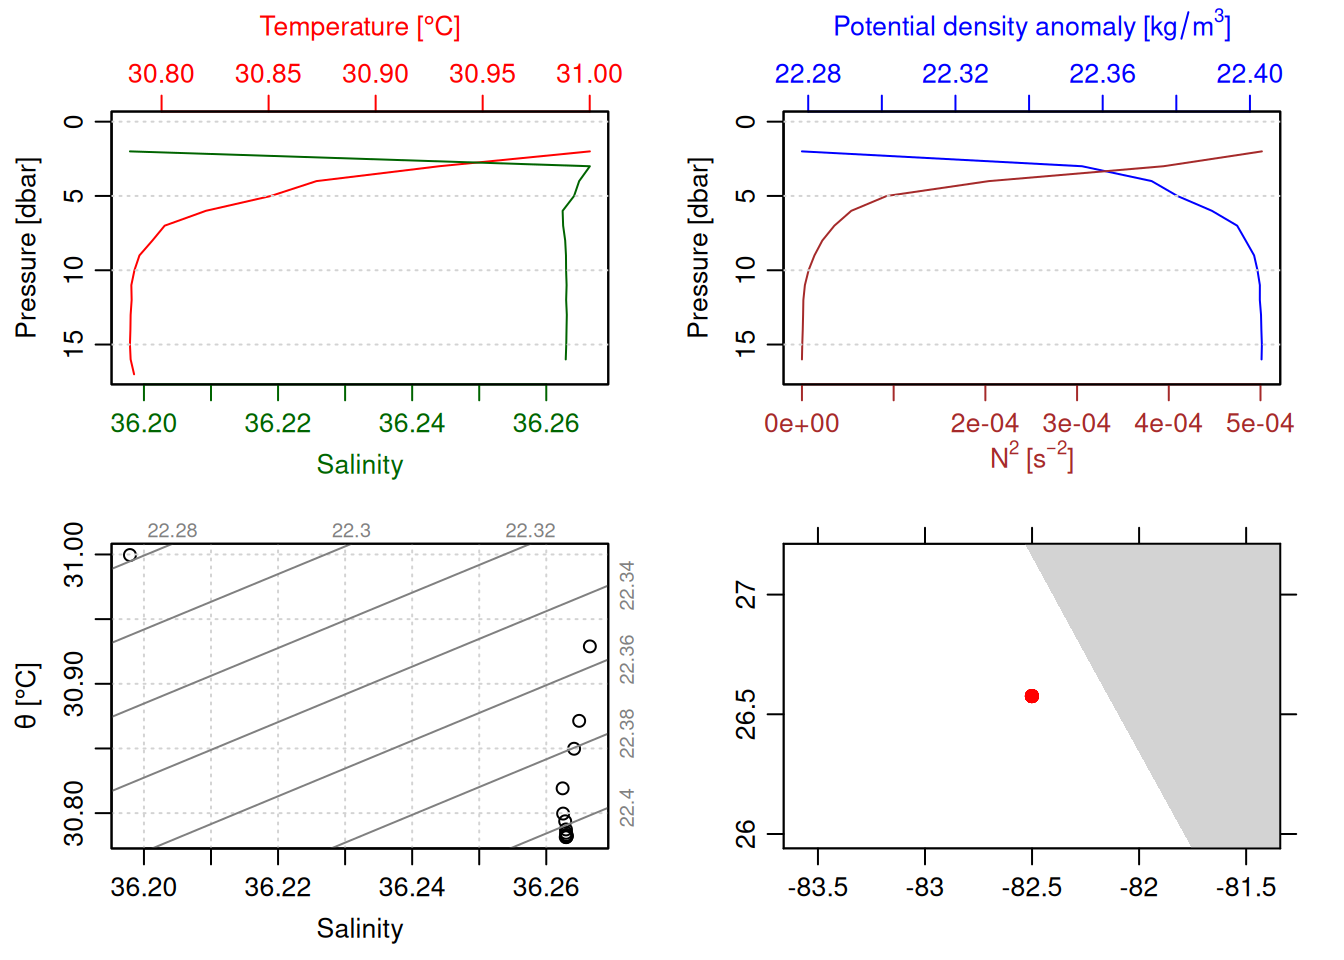 Temperature [°C]
30.80 30.85 30.90 30.95 31.00
0
5
10
15
Pressure [dbar]
36.20 36.22 36.24 36.26
Salinity
Potential density anomaly [kg/m³]
22.28 22.32 22.36 22.40
0
5
10
15
Pressure [dbar]
0e+00 2e-04 3e-04 4e-04 5e-04
N² [s⁻²]
22.28 22.3 22.32
22.34
22.36
22.38
22.4
31.00
30.90
30.80
θ [°C]
36.20 36.22 36.24 36.26
Salinity
27
26.5
26
-83.5 -83 -82.5 -82 -81.5